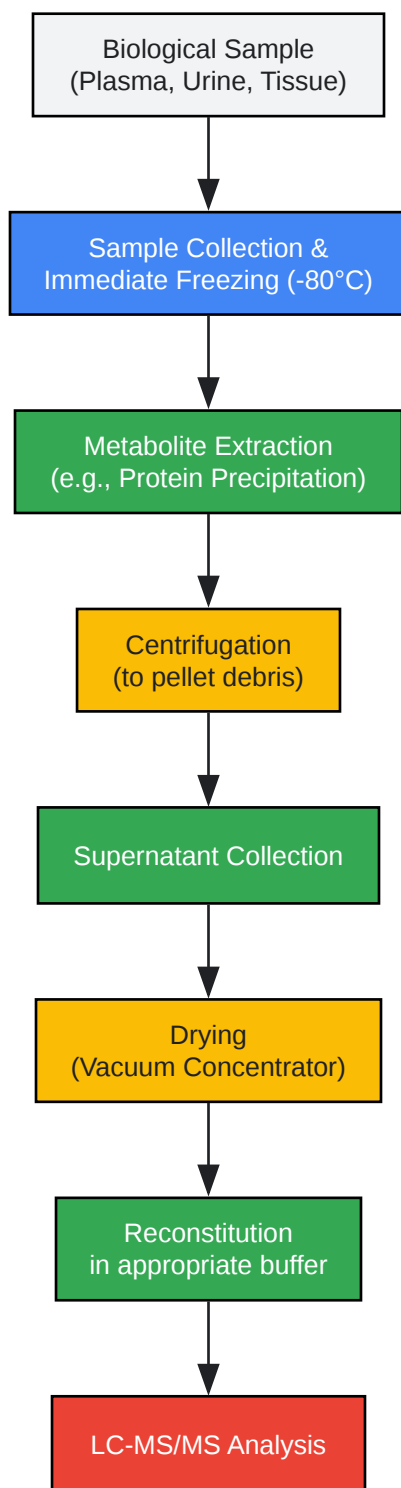 Biological Sample
(Plasma, Urine, Tissue)
Sample Collection &
Immediate Freezing (-80°C)
Metabolite Extraction
(e.g., Protein Precipitation)
Centrifugation
(to pellet debris)
Supernatant Collection
Drying
(Vacuum Concentrator)
Reconstitution
in appropriate buffer
LC-MS/MS Analysis